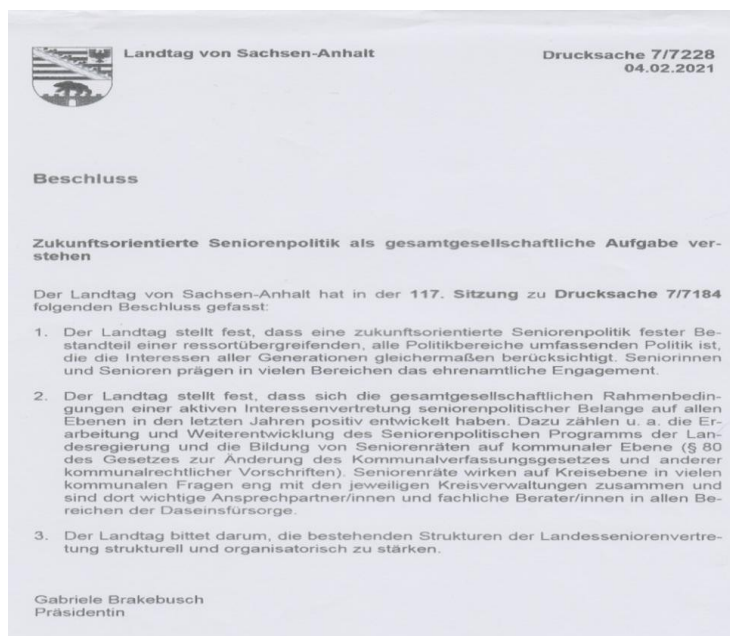 Landtag von Sachsen-Anhalt
Drucksache 7/7228
04.02.2021
Beschluss
Zukunftsorientierte Seniorenpolitik als gesamtgesellschaftliche Aufgabe ver-
stehen
Der Landtag von Sachsen-Anhalt hat in der 117. Sitzung zu Drucksache 7/7184
folgenden Beschluss gefasst:
1. Der Landtag stellt fest, dass eine zukunftsorientierte Seniorenpolitik fester Be-
standteil einer ressortübergreifenden, alle Politikbereiche umfassenden Politik ist,
die die Interessen aller Generationen gleichermaßen berücksichtigt. Seniorinnen
und Senioren prägen in vielen Bereichen das ehrenamtliche Engagement.
2. Der Landtag stellt fest, dass sich die gesamtgesellschaftlichen Rahmenbedin-
gungen einer aktiven Interessenvertretung seniorenpolitischer Belange auf allen
Ebenen in den letzten Jahren positiv entwickelt haben. Dazu zählen u. a. die Er-
arbeitung und Weiterentwicklung des Seniorenpolitischen Programms der Lan-
desregierung und die Bildung von Seniorenräten auf kommunaler Ebene (§ 80
des Gesetzes zur Änderung des Kommunalverfassungsgesetzes und anderer
kommunalrechtlicher Vorschriften). Seniorenräte wirken auf Kreisebene in vielen
kommunalen Fragen eng mit den jeweiligen Kreisverwaltungen zusammen und
sind dort wichtige Ansprechpartner/innen und fachliche Berater/innen in allen Be-
reichen der Daseinsfürsorge.
3. Der Landtag bittet darum, die bestehenden Strukturen der Landesseniorenvertre-
tung strukturell und organisatorisch zu stärken.
Gabriele Brakebusch
Präsidentin